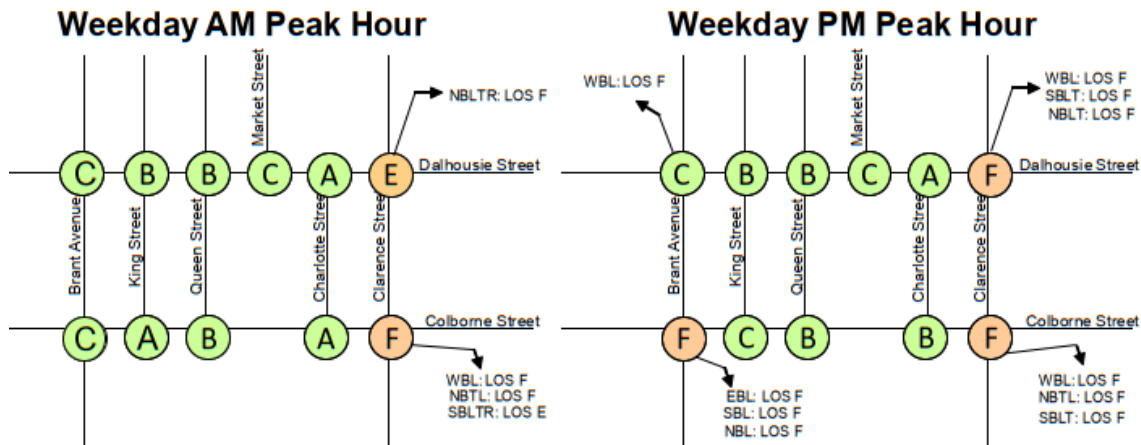 Weekday AM Peak Hour
Market Street
NBLTR: LOS F
C
B
B
C
A
E
Dalhousie Street
Brant Avenue
King Street
Queen Street
Charlotte Street
Clarence Street
Colborne Street
C
A
B
A
F
WBL: LOS F
NBTL: LOS F
SBLTR: LOS E
Weekday PM Peak Hour
WBL: LOS F
Market Street
WBL: LOS F
SBLT: LOS F
NBLT: LOS F
C
B
B
C
A
F
Dalhousie Street
Brant Avenue
King Street
Queen Street
Charlotte Street
Clarence Street
Colborne Street
F
C
B
B
F
EBL: LOS F
SBL: LOS F
NBL: LOS F
WBL: LOS F
NBTL: LOS F
SBLT: LOS F